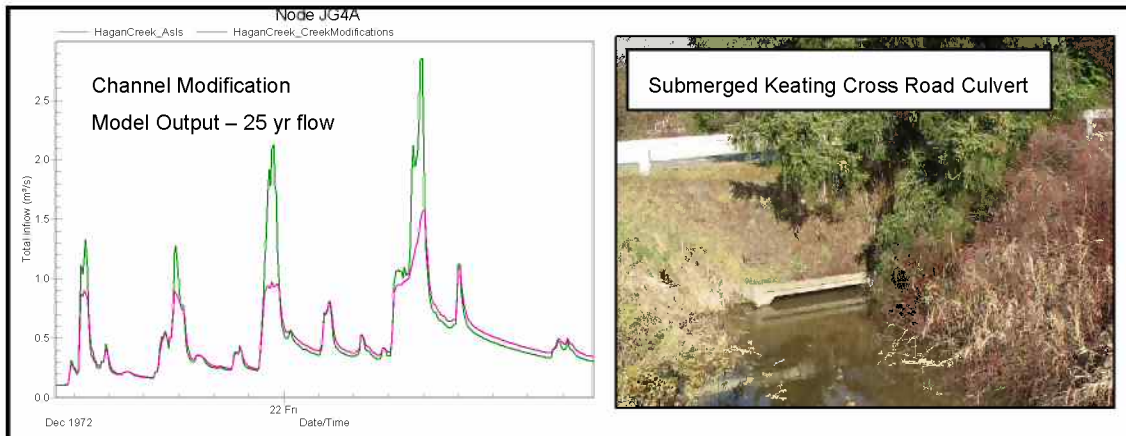 Node JG4A
HaganCreek_AsIs HaganCreek_CreekModifications
Channel Modification
Model Output – 25 yr flow
Total inflow (m³/s)
2.5
2.0
1.5
1.0
0.5
0.0
22 Fri
Dec 1972
Date/Time
Submerged Keating Cross Road Culvert